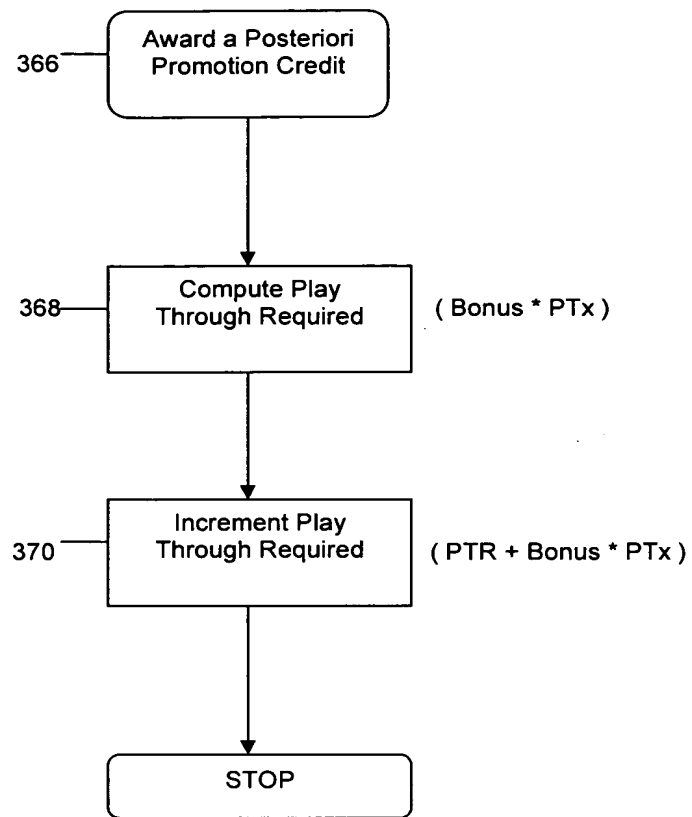 Award a Posteriori
Promotion Credit
366
Compute Play
Through Required
368
( Bonus * PTx )
Increment Play
Through Required
370
( PTR + Bonus * PTx )
STOP